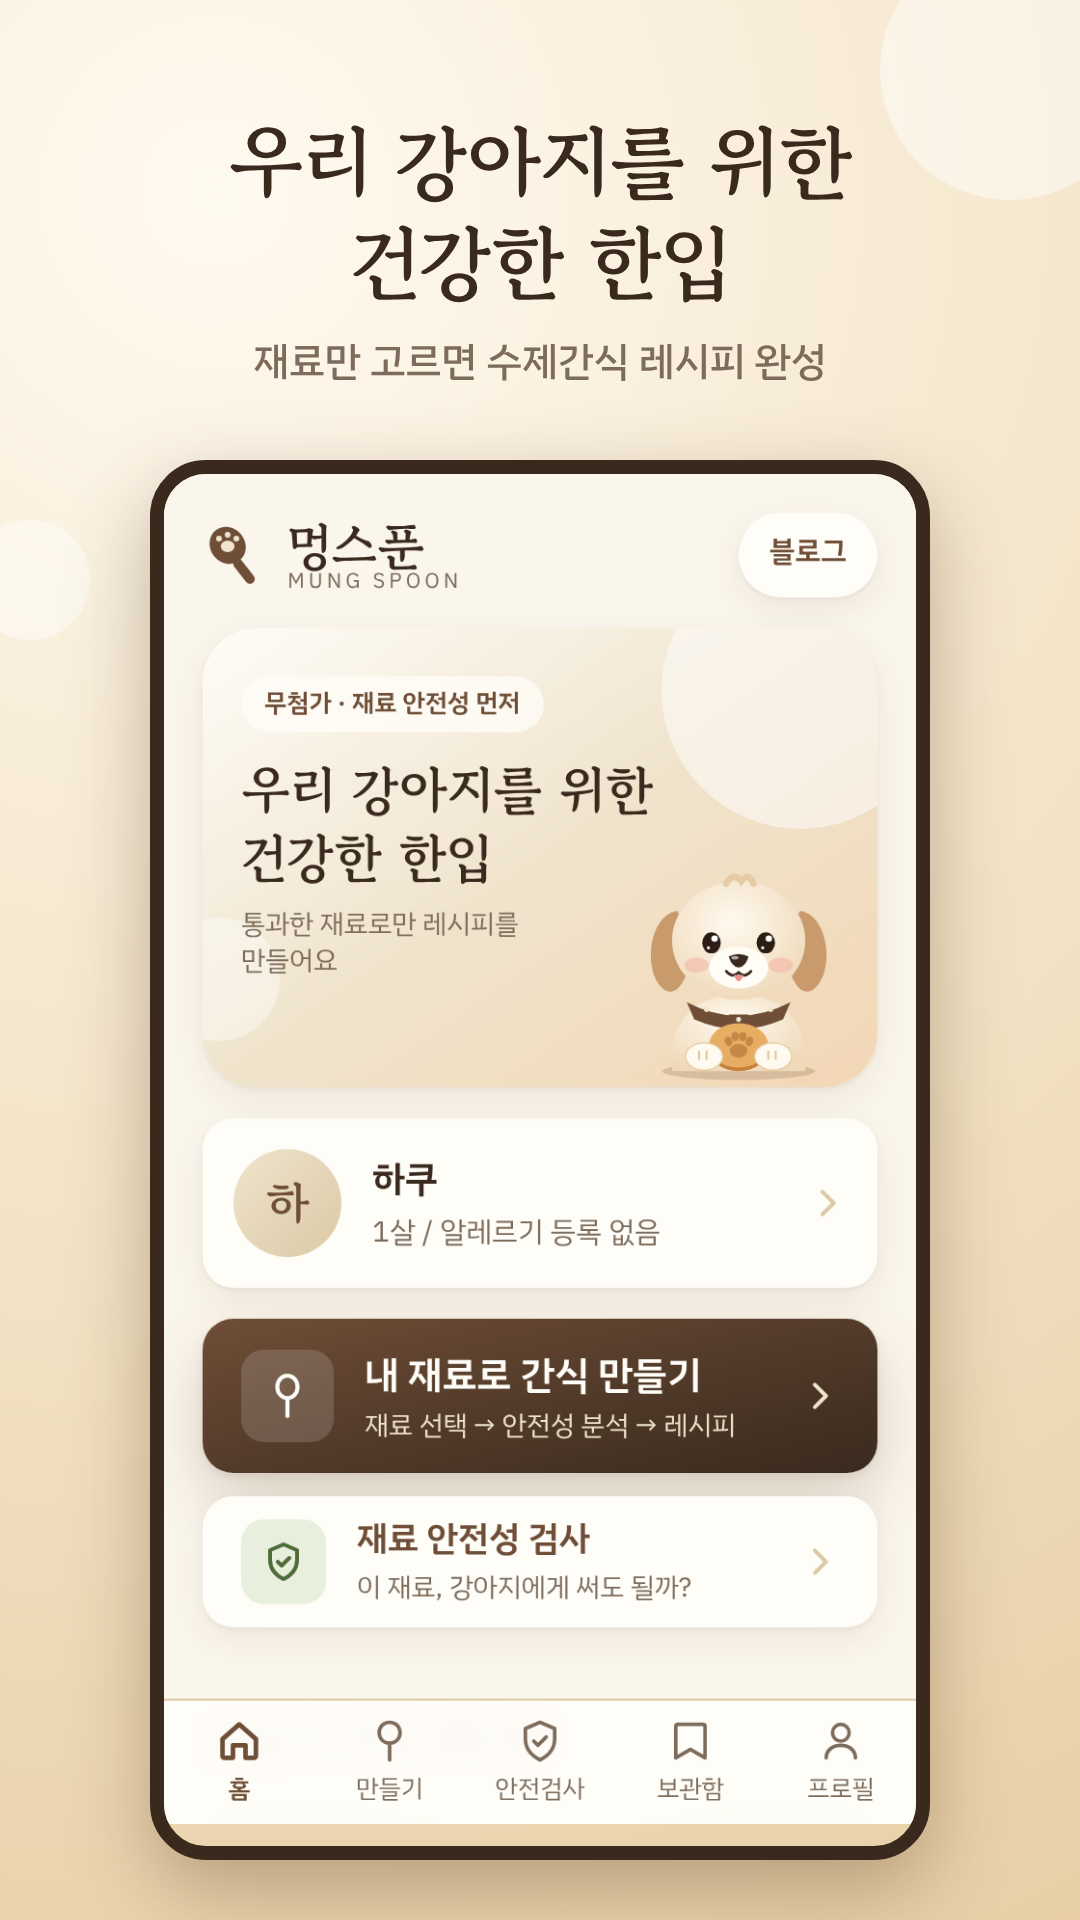 우리 강아지를 위한
건강한 한입
재료만 고르면 수제간식 레시피 완성
멍스푼
MUNG SPOON
블로그
무첨가 · 재료 안전성 먼저
우리 강아지를 위한
건강한 한입
통과한 재료로만 레시피를
만들어요
하
하쿠
1살 / 알레르기 등록 없음
내 재료로 간식 만들기
재료 선택 → 안전성 분석 → 레시피
재료 안전성 검사
이 재료, 강아지에게 써도 될까?
홈
만들기
안전검사
보관함
프로필